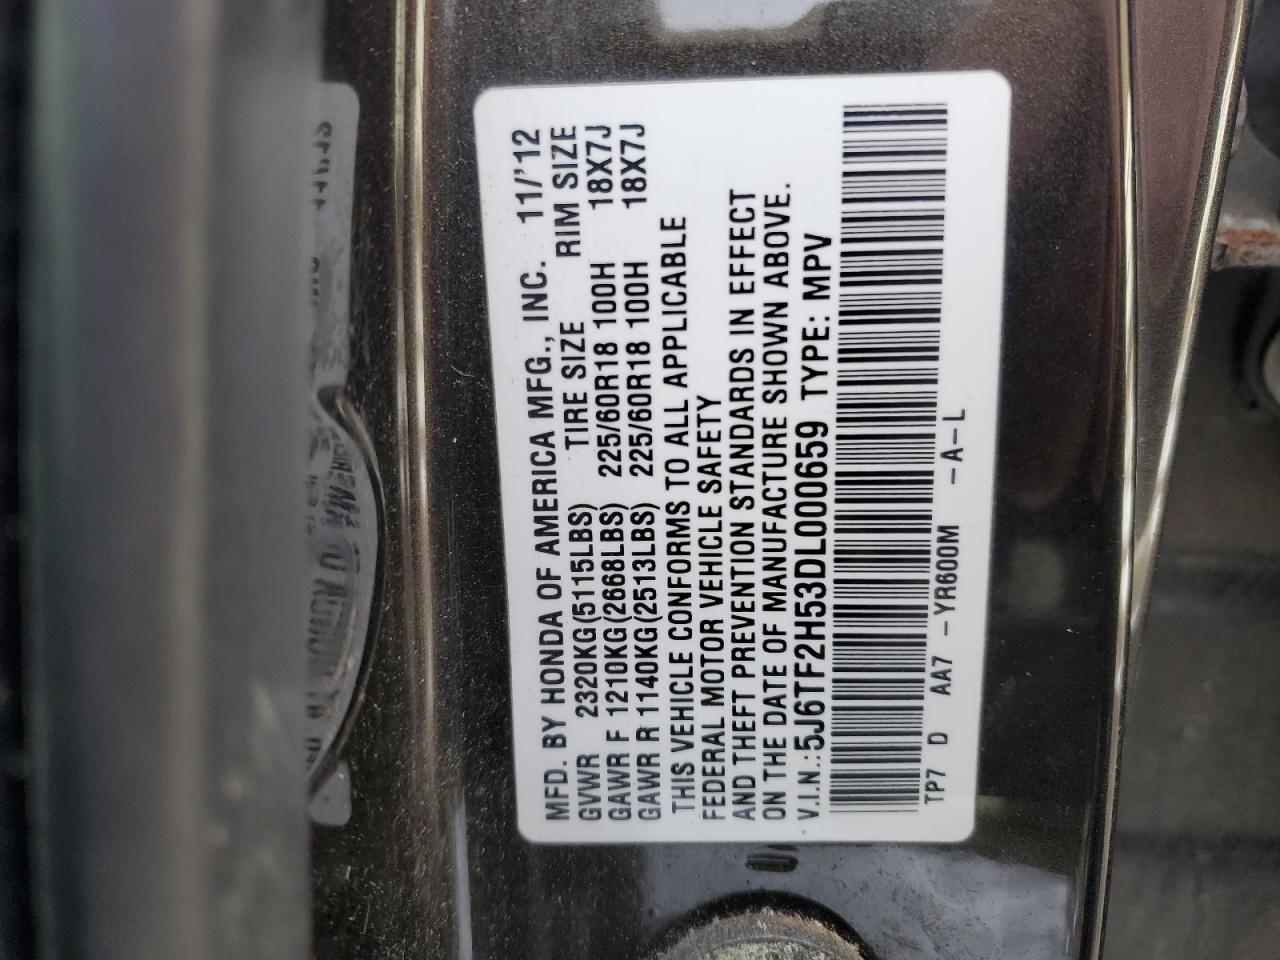 MFD. BY HONDA OF AMERICA MFG., INC. 11/'12
GVWR 2320KG(5115LBS) TIRE SIZE RIM SIZE
GAWR F 1210KG(2668LBS) 225/60R18 100H 18X7J
GAWR R 1140KG(2513LBS) 225/60R18 100H 18X7J
THIS VEHICLE CONFORMS TO ALL APPLICABLE
FEDERAL MOTOR VEHICLE SAFETY
AND THEFT PREVENTION STANDARDS IN EFFECT
ON THE DATE OF MANUFACTURE SHOWN ABOVE.
V.I.N.: 5J6TF2H53DL000659 TYPE: MPV
TP7 D AA7 -YR600M -A-L